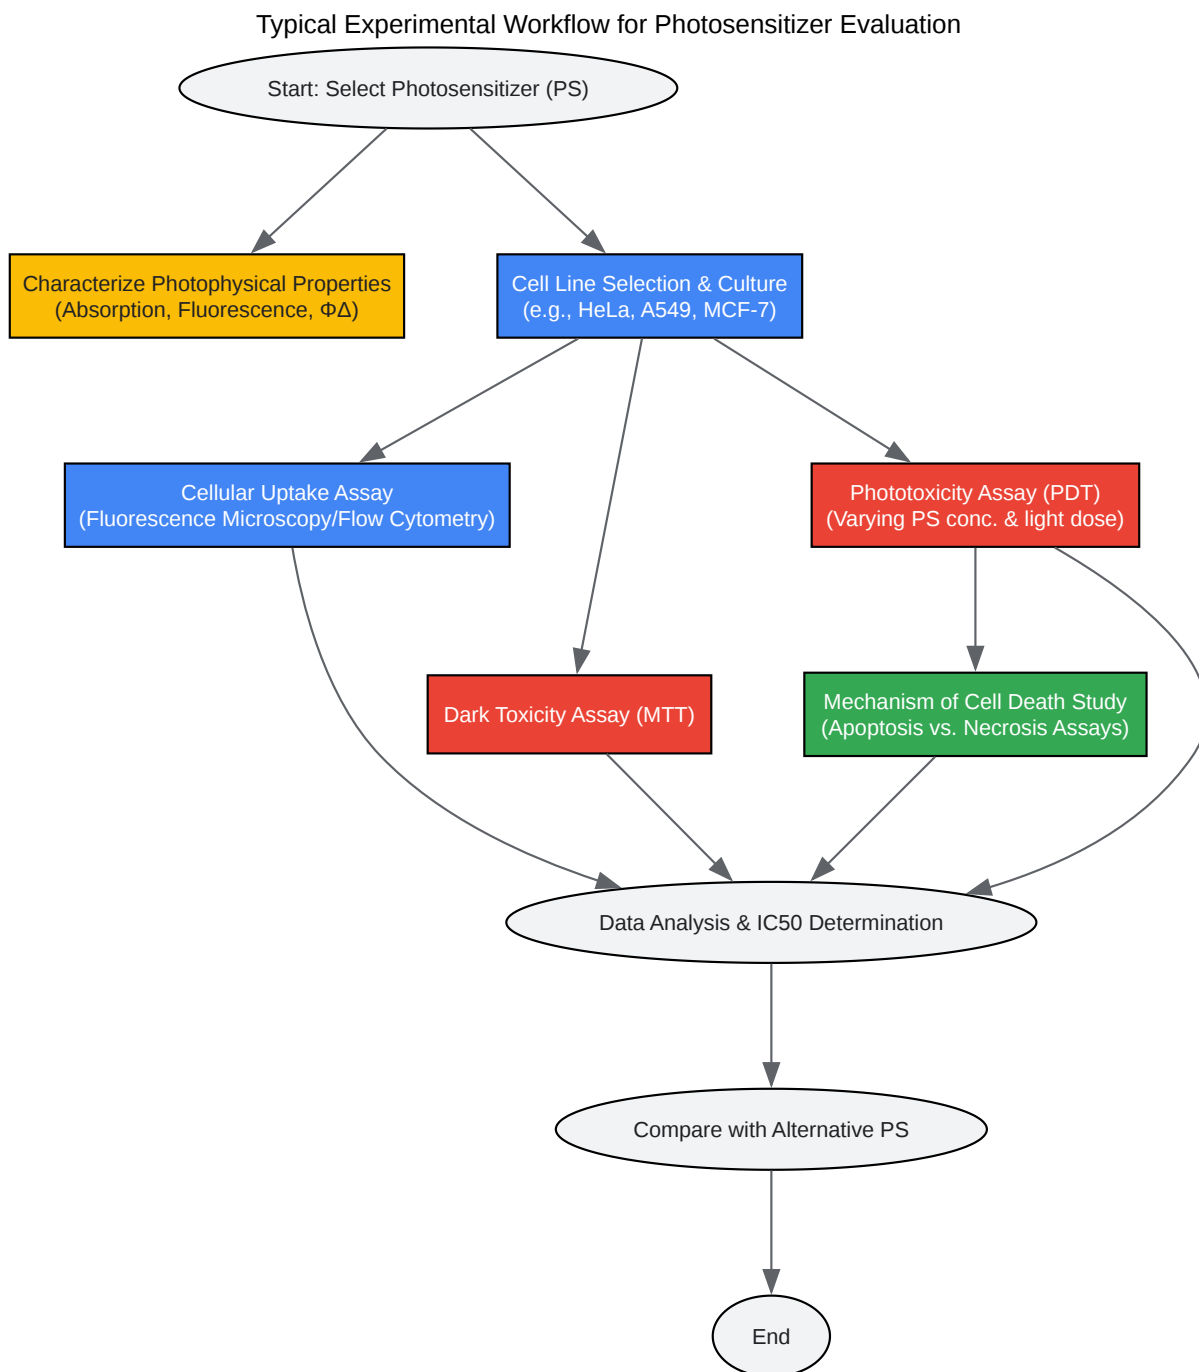 Typical Experimental Workflow for Photosensitizer Evaluation
Start: Select Photosensitizer (PS)
Characterize Photophysical Properties
(Absorption, Fluorescence, ΦΔ)
Cell Line Selection & Culture
(e.g., HeLa, A549, MCF-7)
Cellular Uptake Assay
(Fluorescence Microscopy/Flow Cytometry)
Phototoxicity Assay (PDT)
(Varying PS conc. & light dose)
Dark Toxicity Assay (MTT)
Mechanism of Cell Death Study
(Apoptosis vs. Necrosis Assays)
Data Analysis & IC50 Determination
Compare with Alternative PS
End